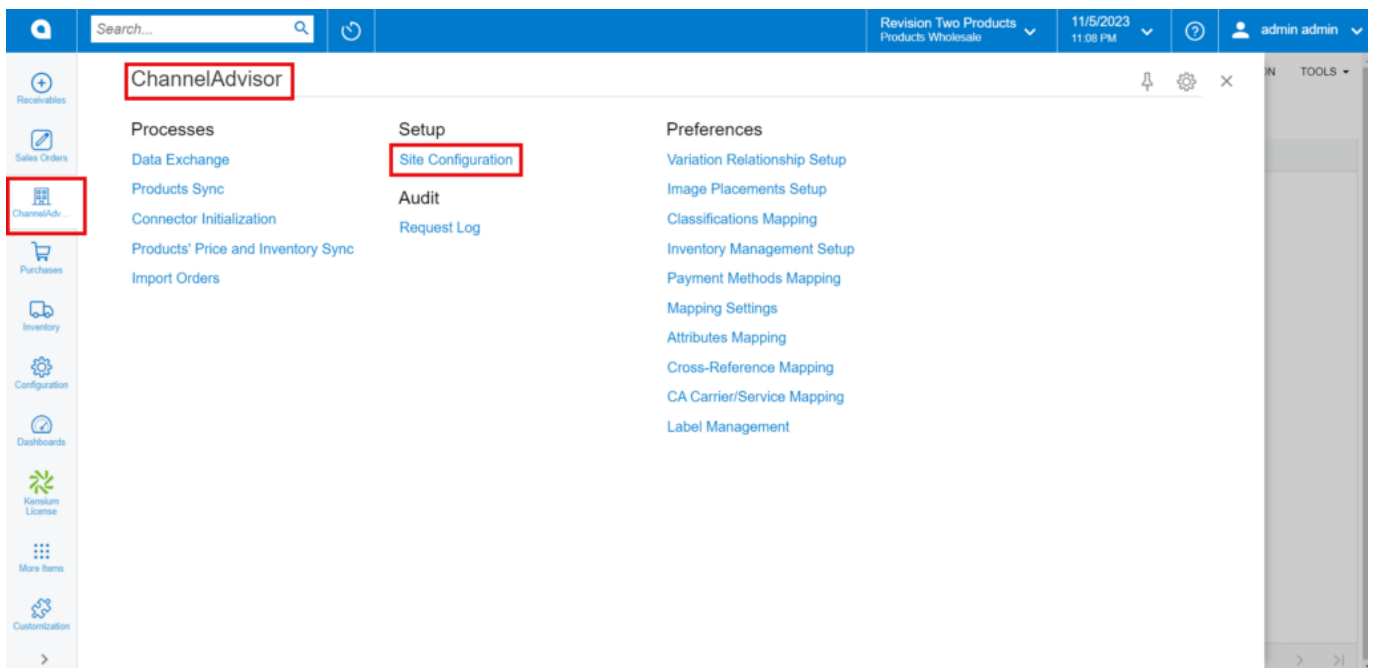 Search...
Revision Two Products
Products Wholesale
11/5/2023
11:08 PM
admin admin
Receivables
Sales Orders
ChannelAdv...
Purchases
Inventory
Configuration
Dashboards
Kensium
License
More Items
Customization
ChannelAdvisor
ON
TOOLS
Processes
Data Exchange
Products Sync
Connector Initialization
Products' Price and Inventory Sync
Import Orders
Setup
Site Configuration
Audit
Request Log
Preferences
Variation Relationship Setup
Image Placements Setup
Classifications Mapping
Inventory Management Setup
Payment Methods Mapping
Mapping Settings
Attributes Mapping
Cross-Reference Mapping
CA Carrier/Service Mapping
Label Management